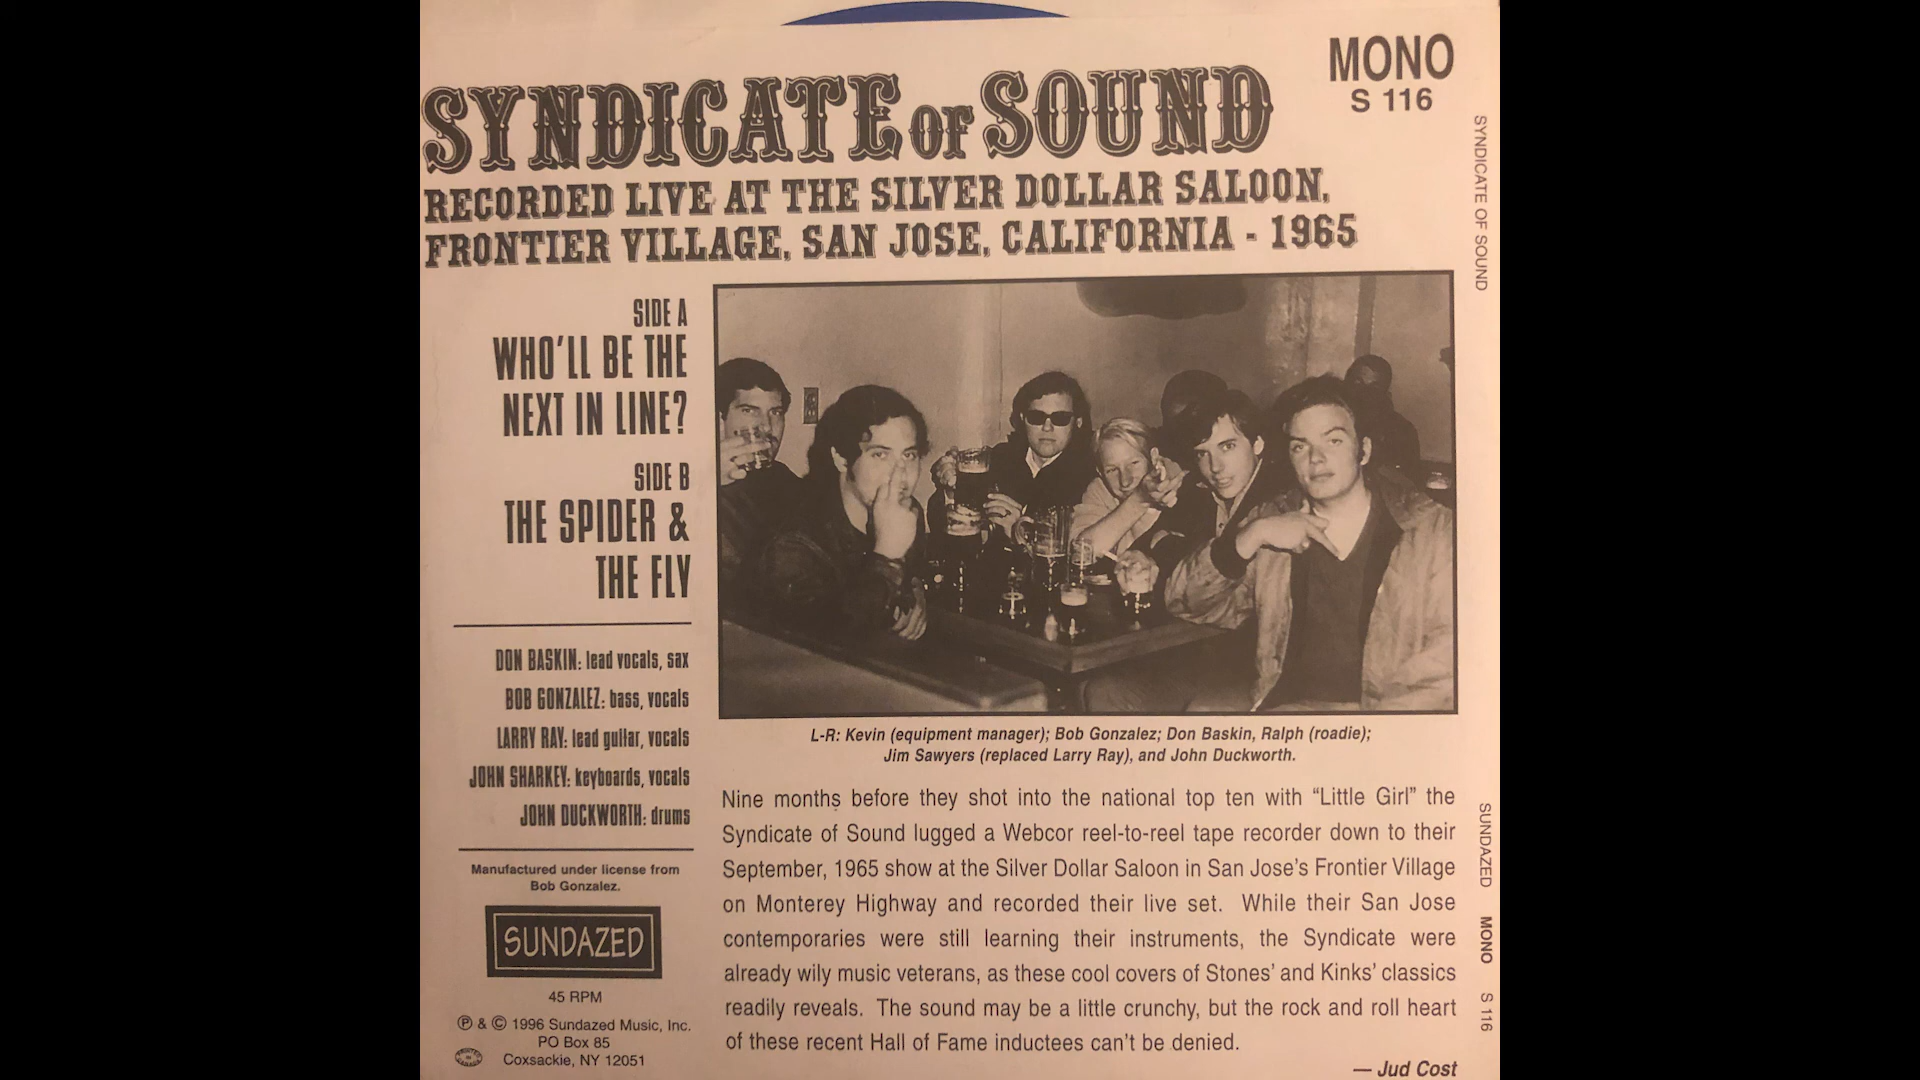 SYNDICATE OF SOUND
MONO
S 116
RECORDED LIVE AT THE SILVER DOLLAR SALOON,
FRONTIER VILLAGE, SAN JOSE, CALIFORNIA - 1965
SIDE A
WHO'LL BE THE
NEXT IN LINE?
SIDE B
THE SPIDER &
THE FLY
DON BASKIN: lead vocals, sax
BOB GONZALEZ: bass, vocals
LARRY RAY: lead guitar, vocals
JOHN SHARKEY: keyboards, vocals
JOHN DUCKWORTH: drums
Manufactured under license from
Bob Gonzalez.
SUNDAZED
45 RPM
℗ & © 1996 Sundazed Music, Inc.
PO Box 85
Coxsackie, NY 12051
PRINTED
IN
CANADA
L-R: Kevin (equipment manager); Bob Gonzalez; Don Baskin, Ralph (roadie);
Jim Sawyers (replaced Larry Ray), and John Duckworth.
Nine months before they shot into the national top ten with “Little Girl” the
Syndicate of Sound lugged a Webcor reel-to-reel tape recorder down to their
September, 1965 show at the Silver Dollar Saloon in San Jose's Frontier Village
on Monterey Highway and recorded their live set. While their San Jose
contemporaries were still learning their instruments, the Syndicate were
already wily music veterans, as these cool covers of Stones' and Kinks' classics
readily reveals. The sound may be a little crunchy, but the rock and roll heart
of these recent Hall of Fame inductees can't be denied.
— Jud Cost
SYNDICATE OF SOUND
SUNDAZED MONO S 116